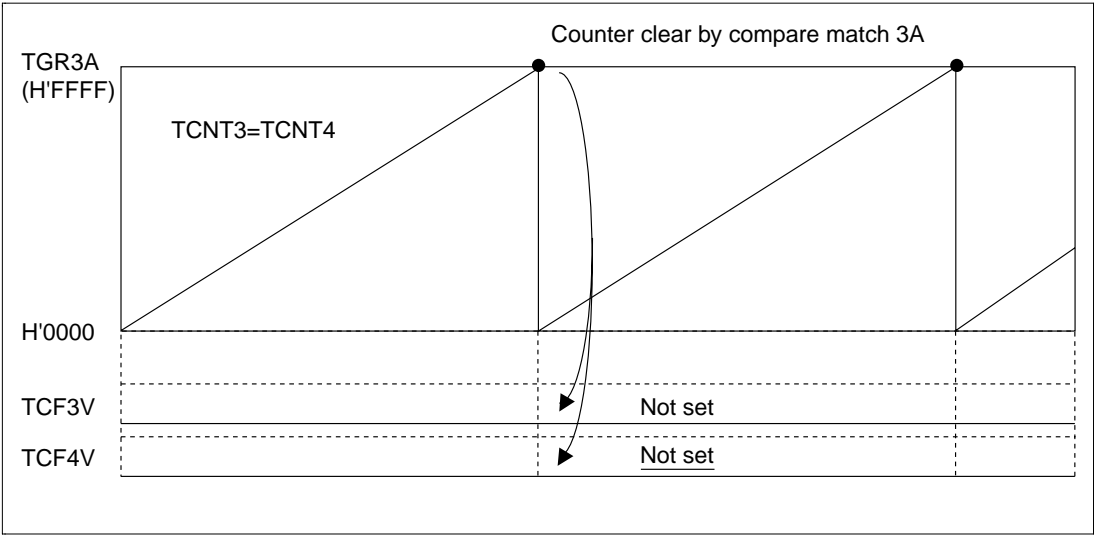 Counter clear by compare match 3A
TGR3A
(H'FFFF)
TCNT3=TCNT4
H'0000
TCF3V
Not set
TCF4V
Not set